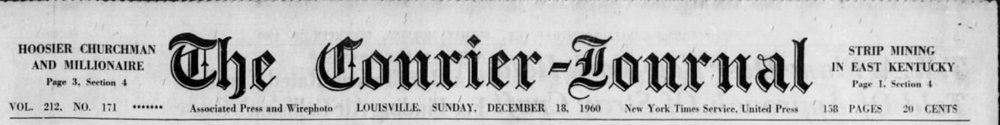 HOOSIER CHURCHMAN
AND MILLIONAIRE
Page 3, Section 4
The Courier-Journal
STRIP MINING
IN EAST KENTUCKY
Page 1, Section 4
VOL. 212, NO. 171 ******* Associated Press and Wirephoto LOUISVILLE, SUNDAY, DECEMBER 18, 1960 New York Times Service, United Press 158 PAGES 20 CENTS